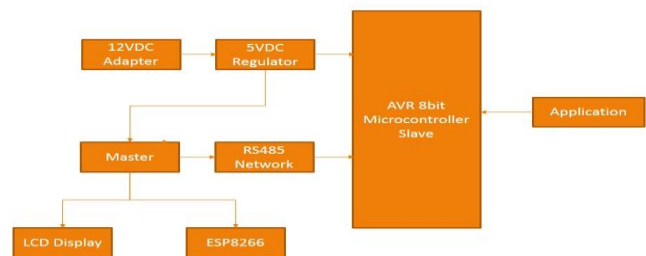 12VDC
Adapter
5VDC
Regulator
AVR 8bit
Microcontroller
Slave
Application
Master
RS485
Network
LCD Display
ESP8266